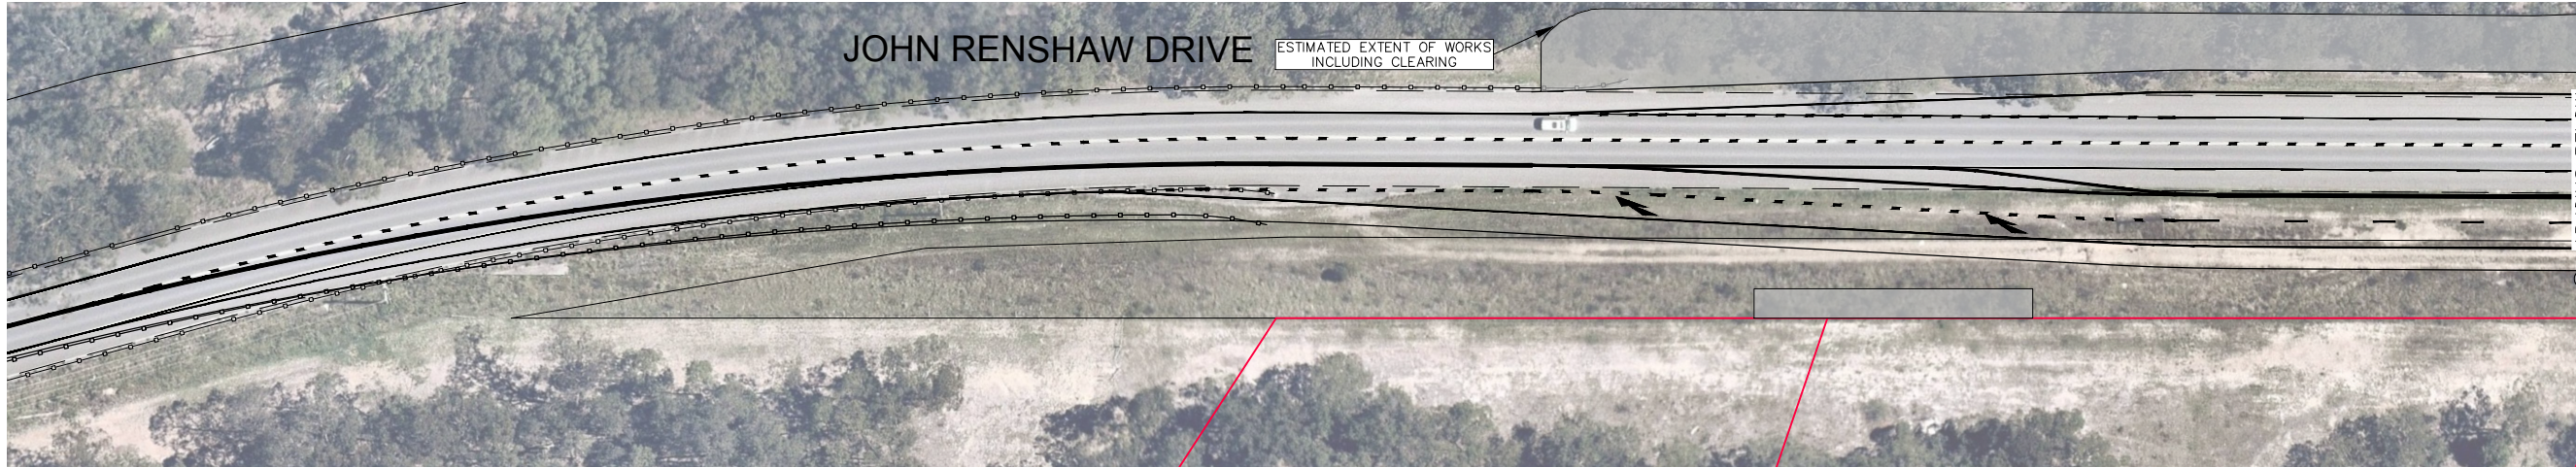 JOHN RENSHAW DRIVE
ESTIMATED EXTENT OF WORKS
INCLUDING CLEARING